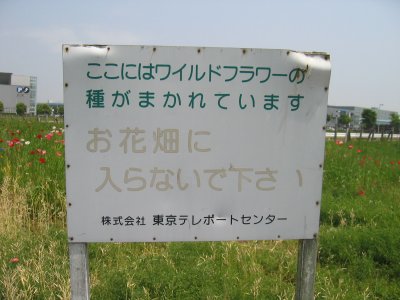 ここにはワイルドフラワーの
種がまかれています
お花畑に
入らないで下さい
株式会社 東京テレポートセンター